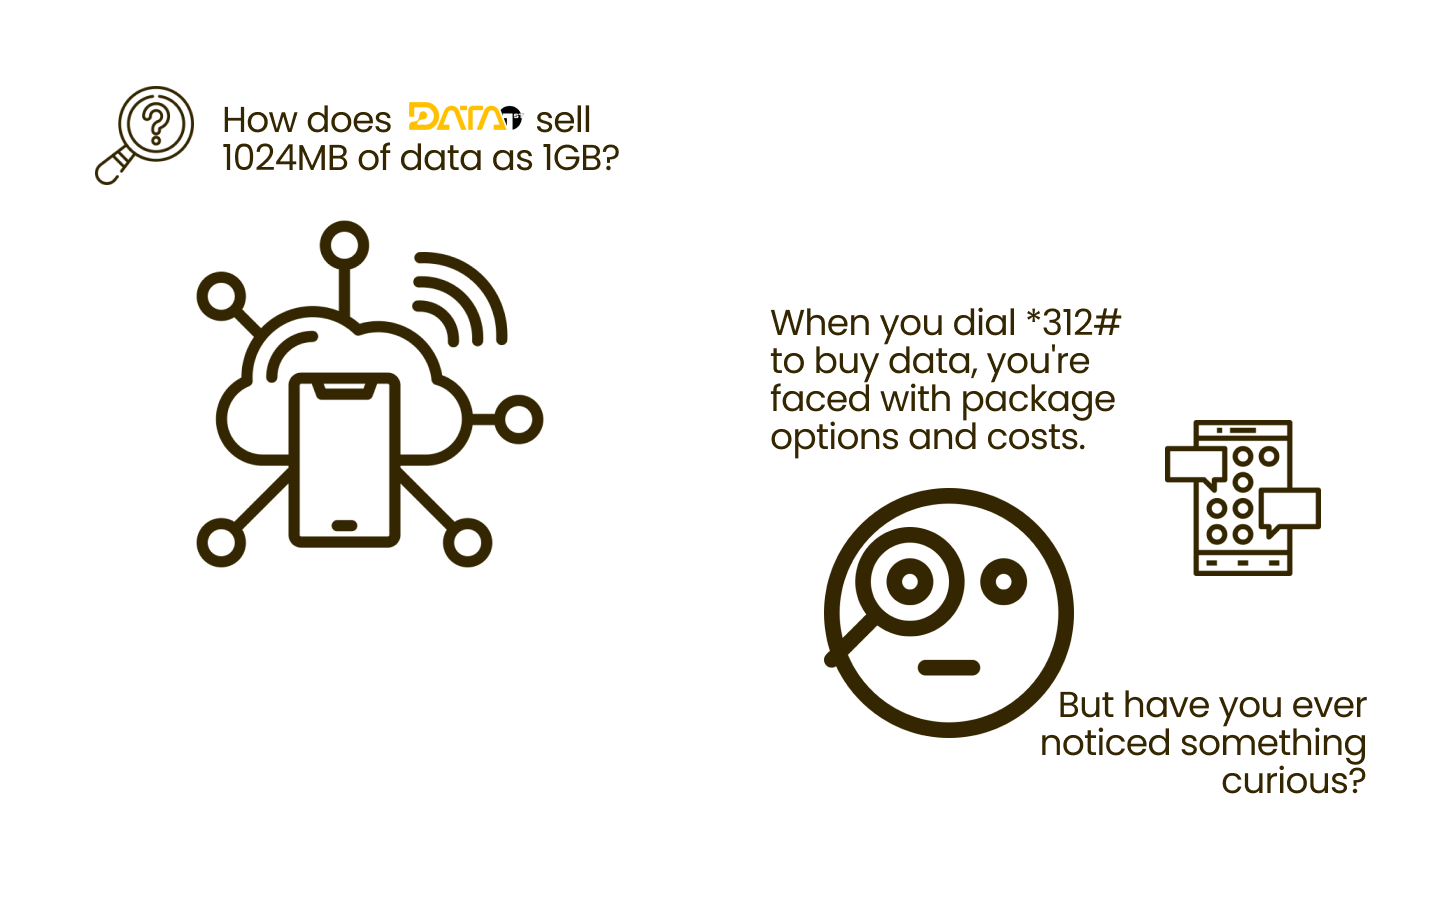 How does DATA sell
1024MB of data as 1GB?
When you dial *312#
to buy data, you're
faced with package
options and costs.
But have you ever
noticed something
curious?